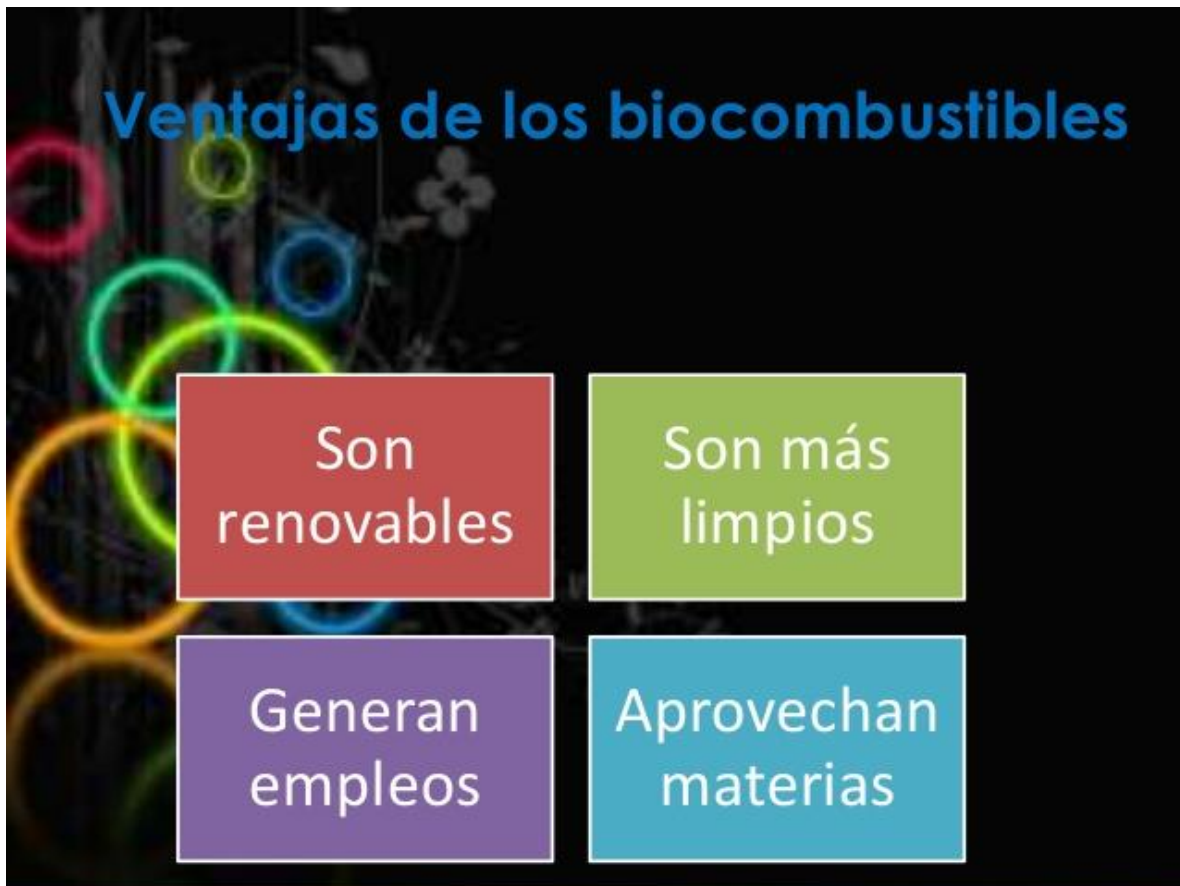 Ventajas de los biocombustibles
Son
renovables
Son más
limpios
Generan
empleos
Aprovechan
materias